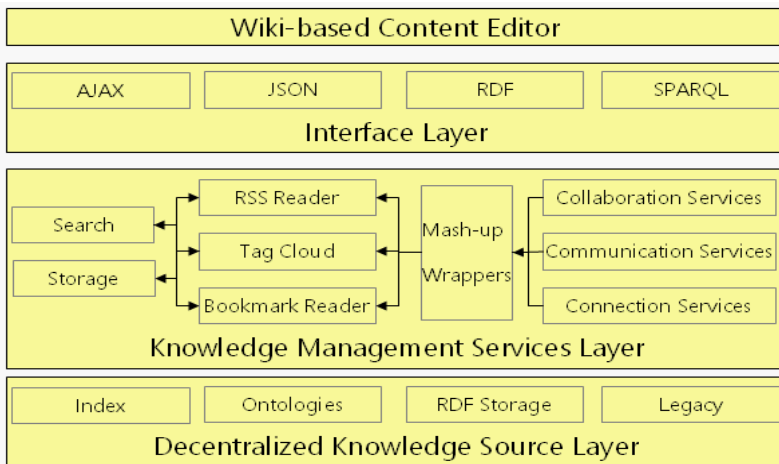 Wiki-based Content Editor
AJAX
JSON
RDF
SPARQL
Interface Layer
RSS Reader
Collaboration Services
Search
Mash-up
Tag Cloud
Communication Services
Storage
Wrappers
Bookmark Reader
Connection Services
Knowledge Management Services Layer
Index
Ontologies
RDF Storage
Legacy
Decentralized Knowledge Source Layer